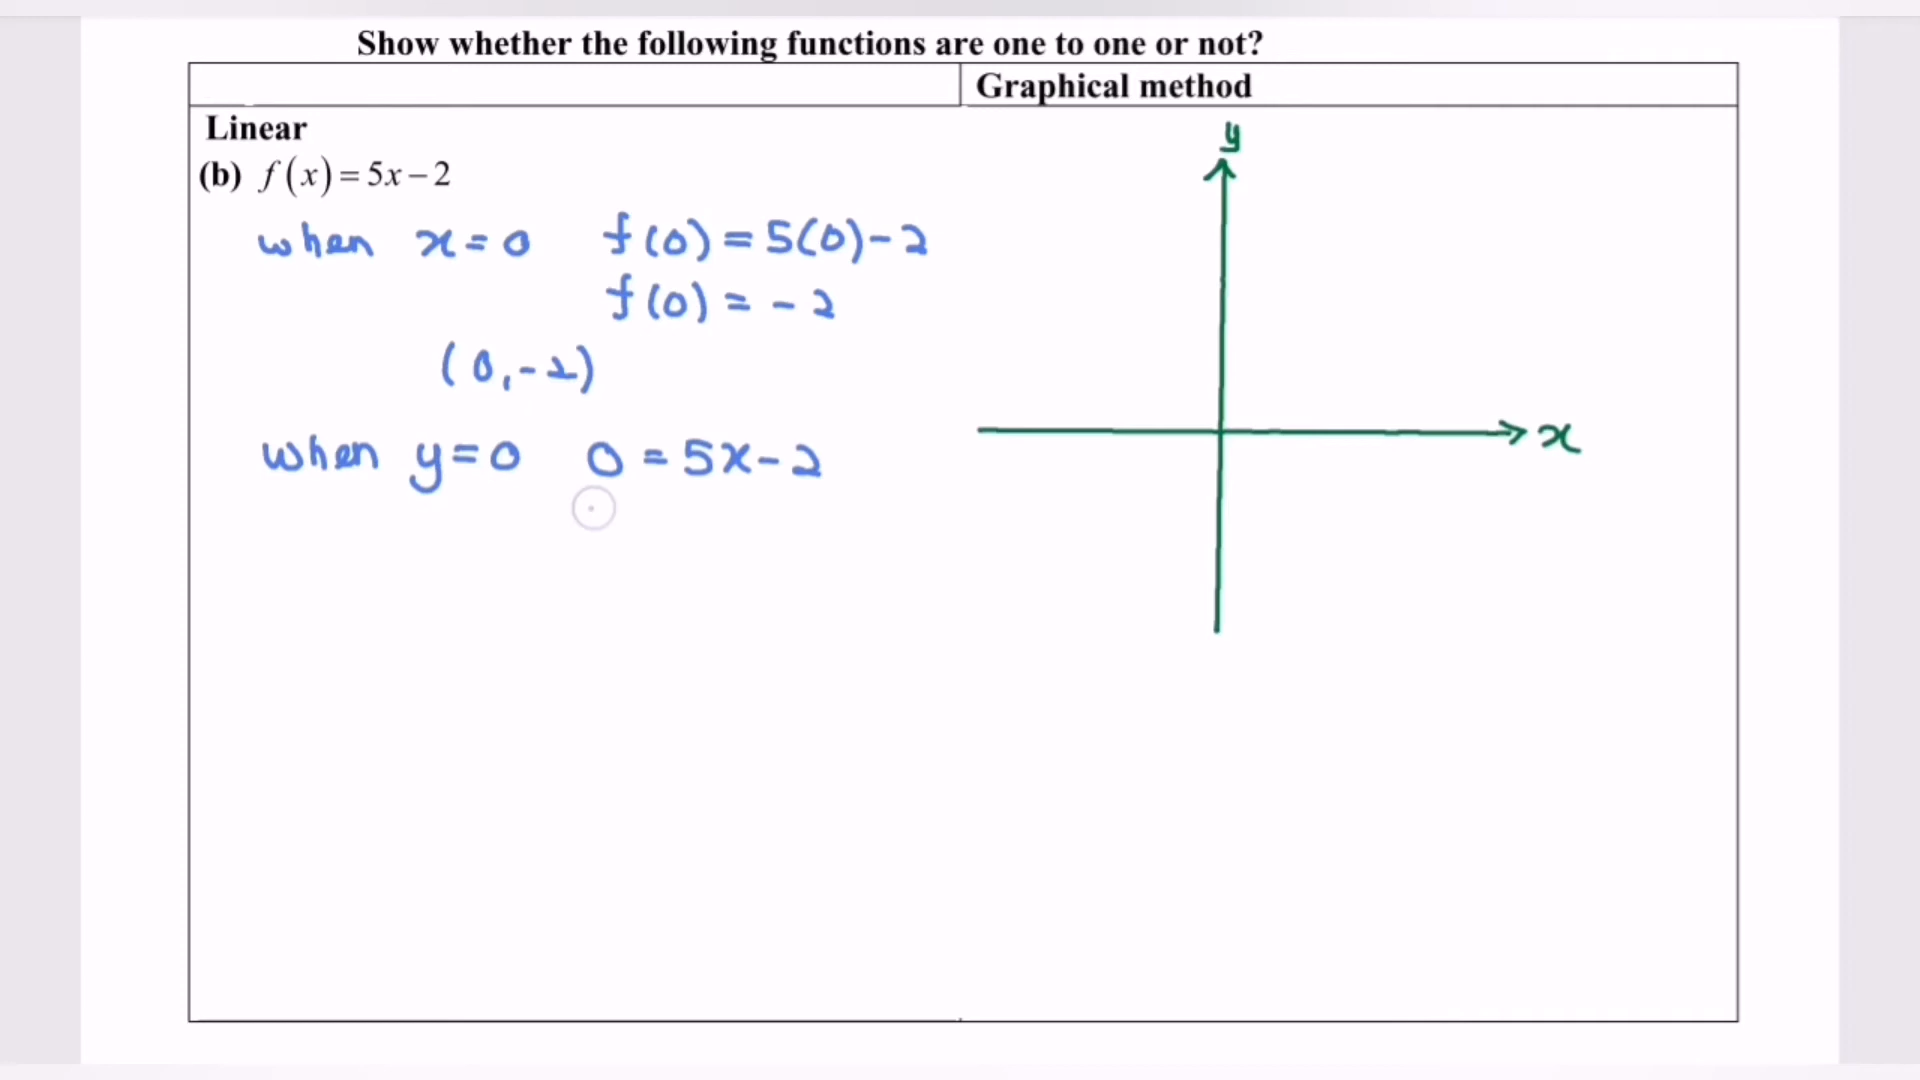 Show whether the following functions are one to one or not?
Graphical method
Linear
(b) f(x) = 5x − 2
when x = 0 f(0) = 5(0) − 2
f(0) = − 2
(0, −2)
when y = 0 0 = 5x − 2
y
x